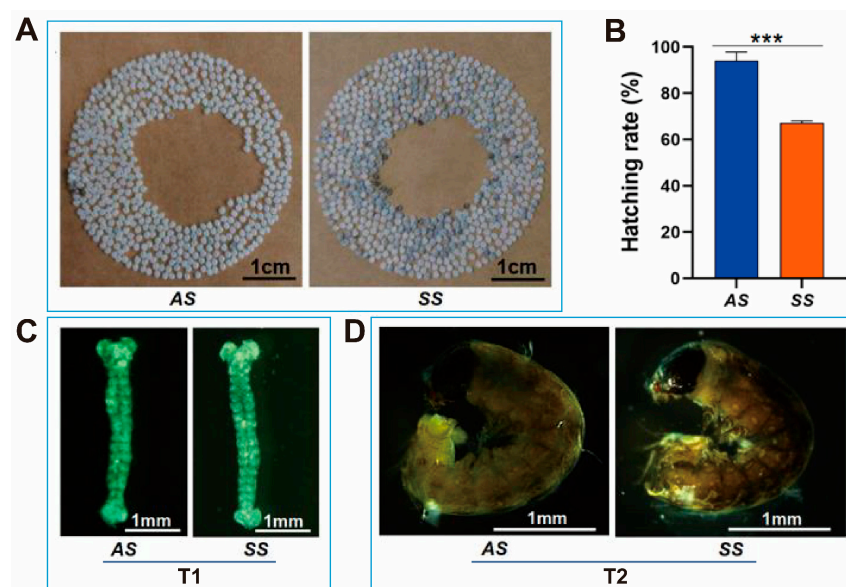 A
1cm
1cm
AS
SS
B
***
Hatching rate (%)
100
80
60
40
20
0
AS
SS
C
1mm
1mm
AS
SS
T1
D
1mm
1mm
AS
SS
T2